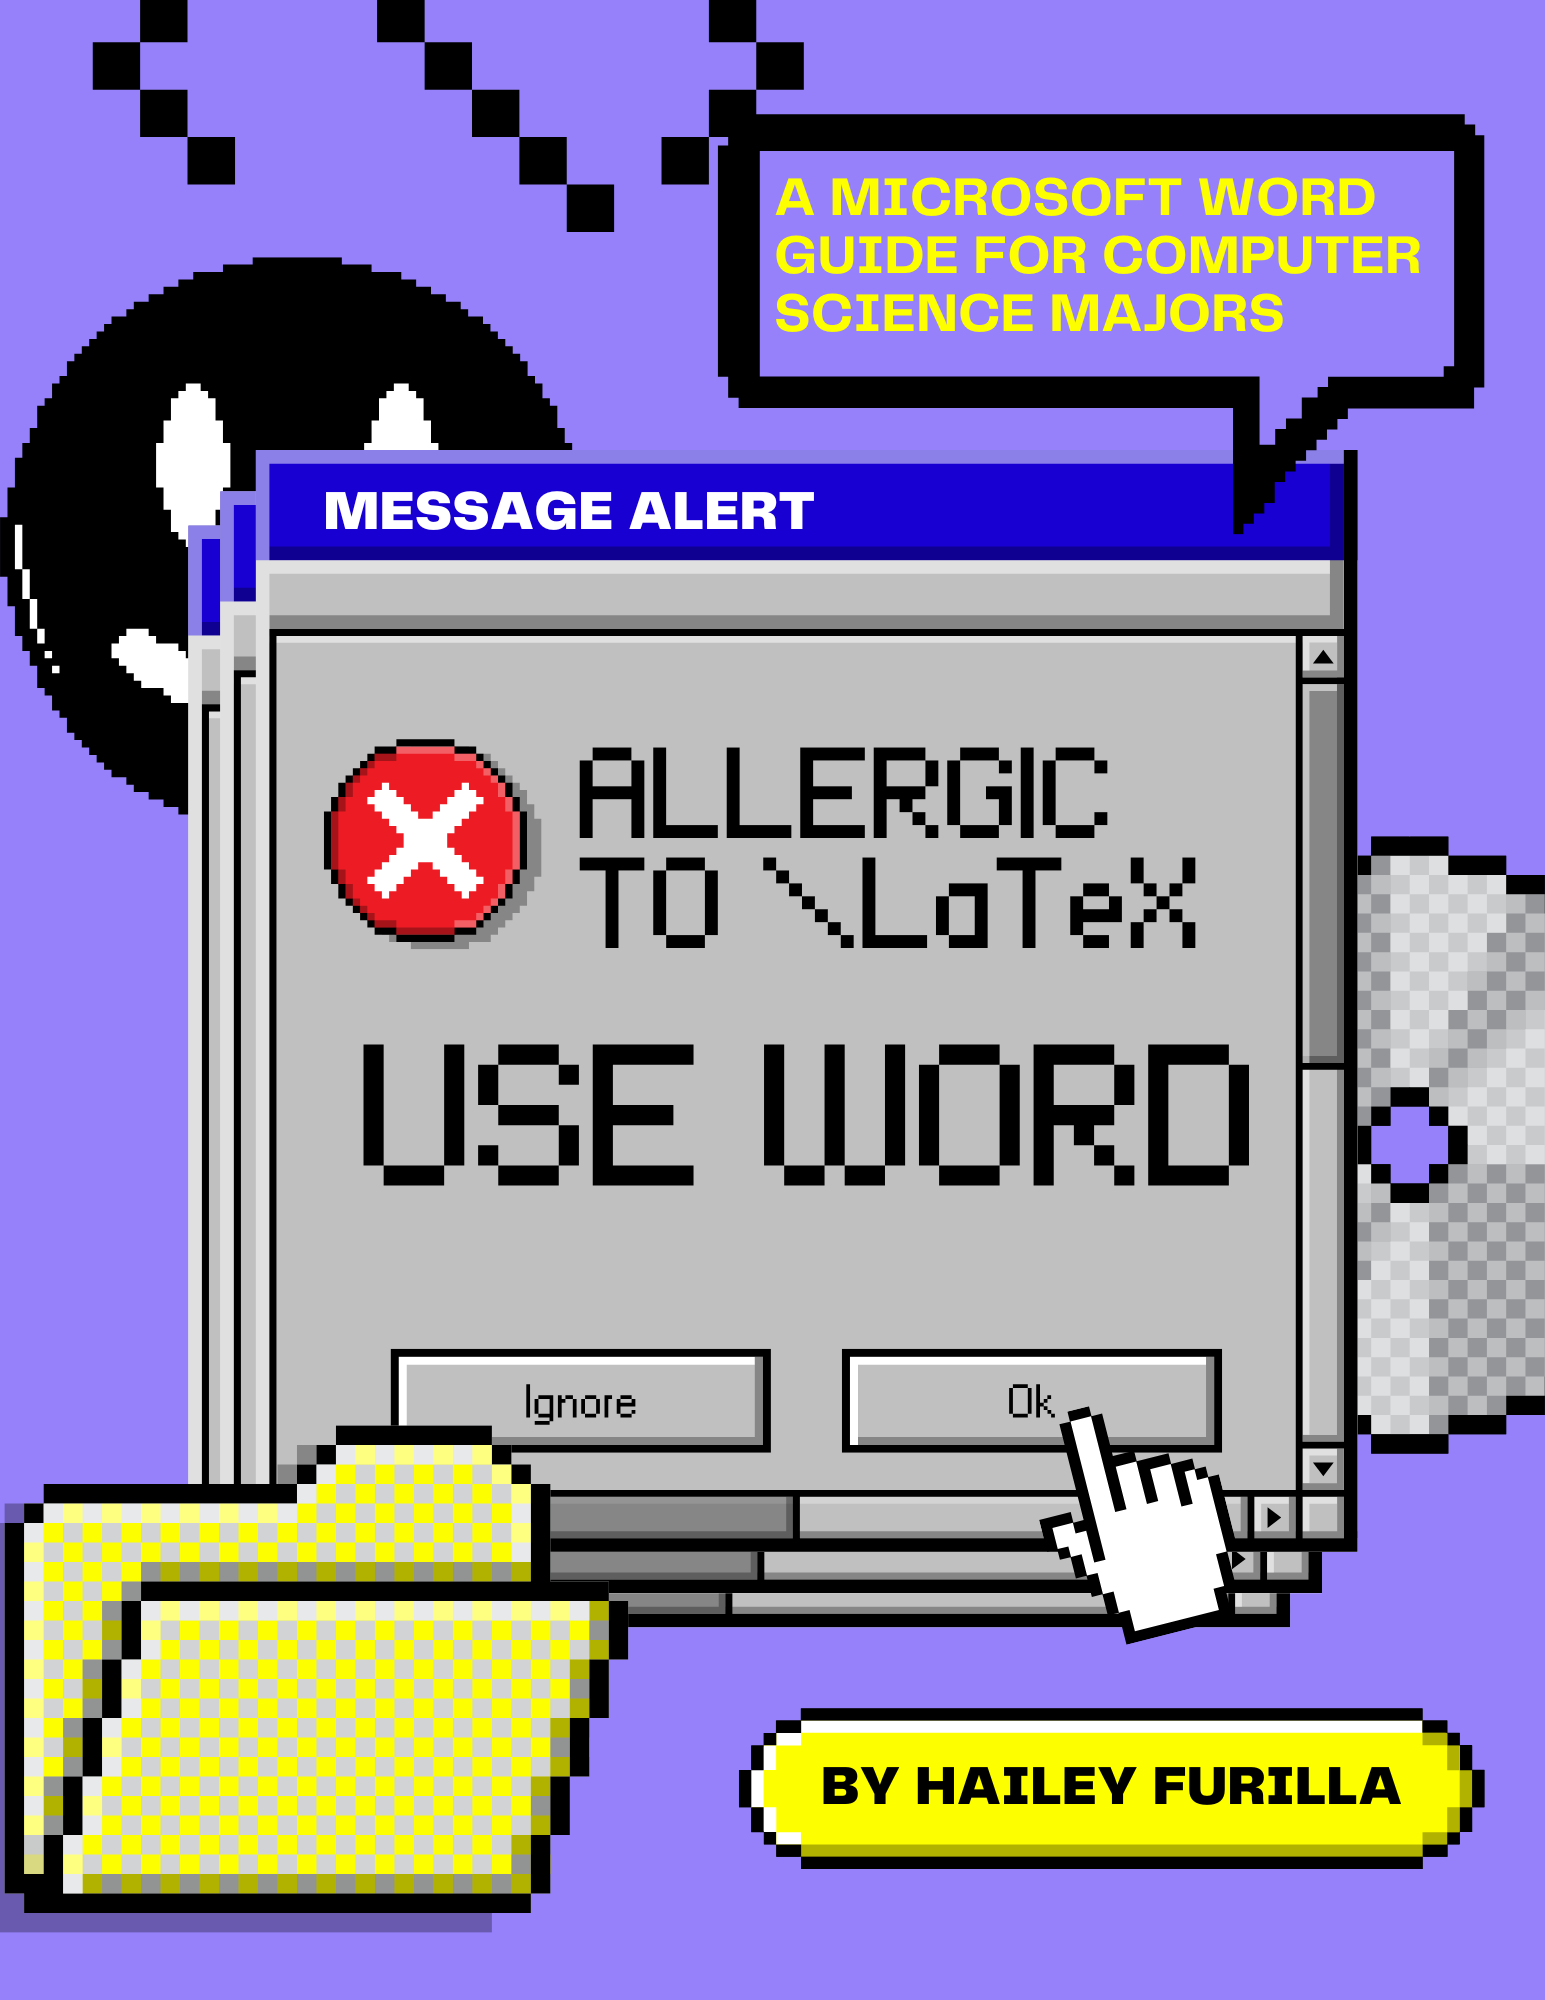 A MICROSOFT WORD
GUIDE FOR COMPUTER
SCIENCE MAJORS
MESSAGE ALERT
ALLERGIC
TO \LaTeX
USE WORD
Ignore
Ok
BY HAILEY FURILLA